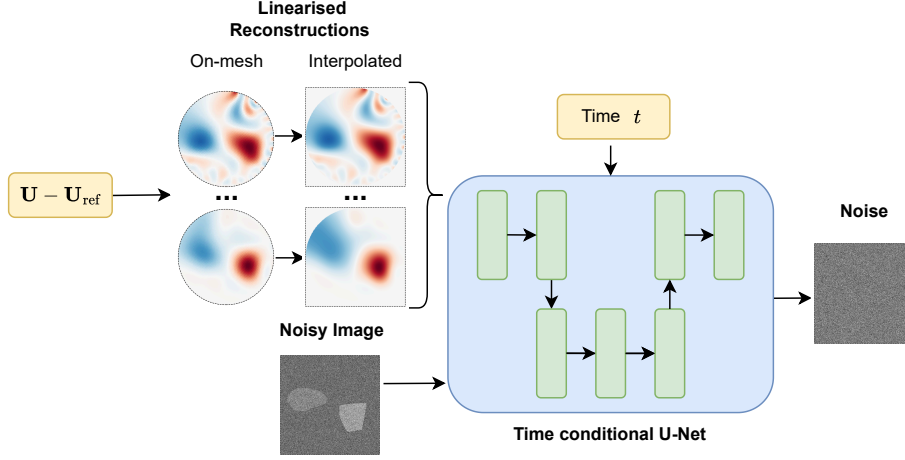 Linearised
Reconstructions
On-mesh
Interpolated
...
...
U − U_ref
Time t
Noise
Noisy Image
Time conditional U-Net